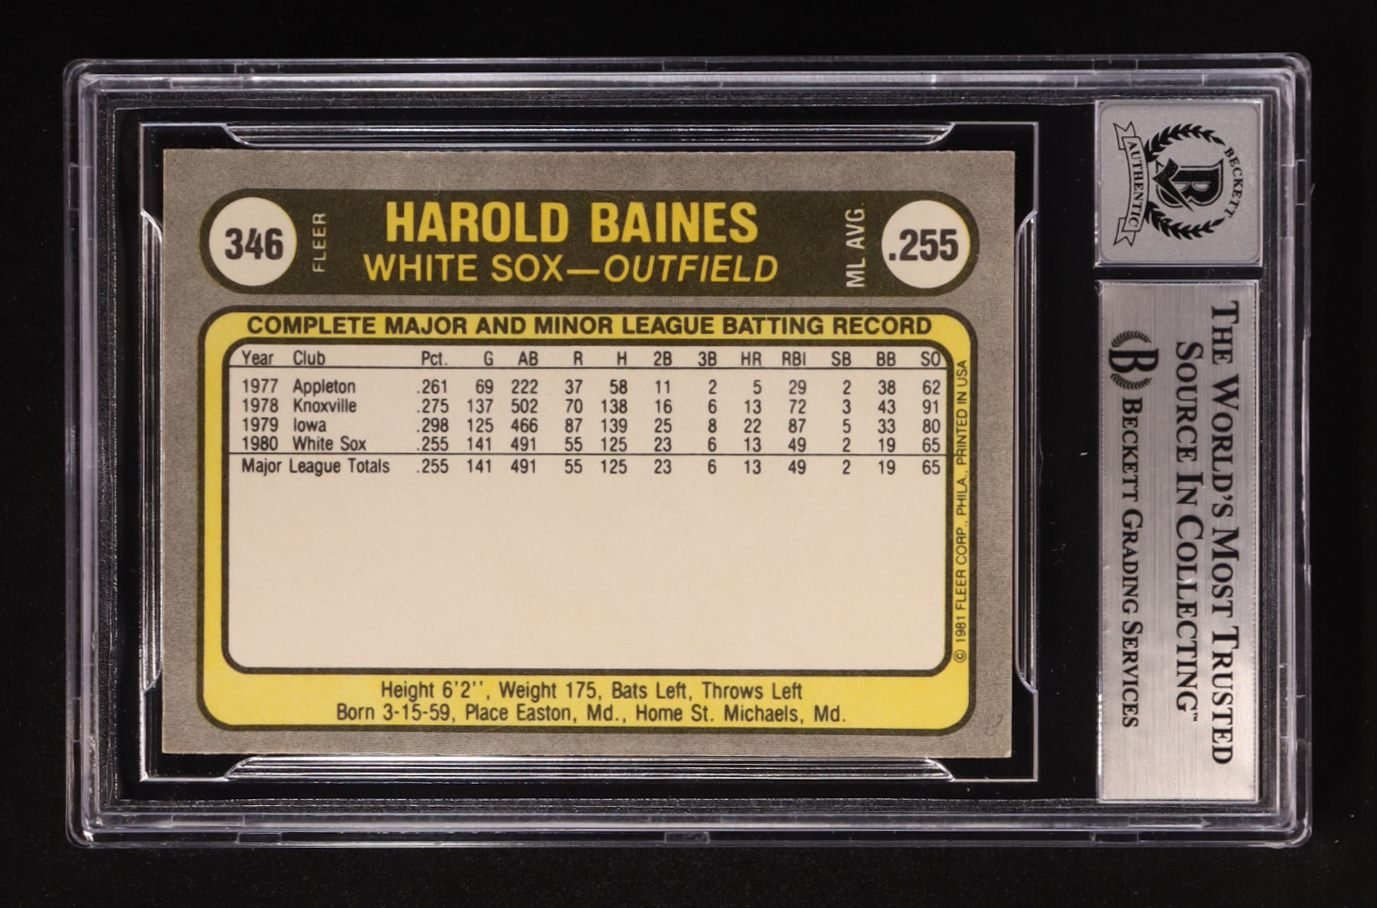 346 FLEER HAROLD BAINES ML AVG. .255
WHITE SOX—OUTFIELD
COMPLETE MAJOR AND MINOR LEAGUE BATTING RECORD
Year Club Pct. G AB R H 2B 3B HR RBI SB BB SO
1977 Appleton .261 69 222 37 58 11 2 5 29 2 38 62
1978 Knoxville .275 137 502 70 138 16 6 13 72 3 43 91
1979 Iowa .298 125 466 87 139 25 8 22 87 5 33 80
1980 White Sox .255 141 491 55 125 23 6 13 49 2 19 65
Major League Totals .255 141 491 55 125 23 6 13 49 2 19 65
© 1981 FLEER CORP., PHILA., PRINTED IN USA
Height 6'2'', Weight 175, Bats Left, Throws Left
Born 3-15-59, Place Easton, Md., Home St. Michaels, Md.
BECKETT
B
AUTHENTIC
THE WORLD'S MOST TRUSTED
SOURCE IN COLLECTING™
B BECKETT GRADING SERVICES